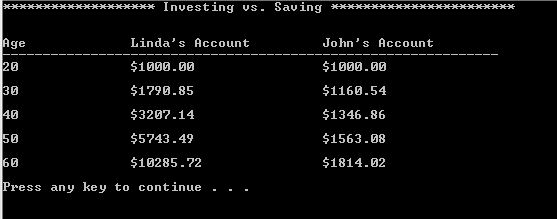 ******************* Investing vs. Saving ***********************
Age Linda's Account John's Account
20 $1000.00 $1000.00
30 $1790.85 $1160.54
40 $3207.14 $1346.86
50 $5743.49 $1563.08
60 $10285.72 $1814.02
Press any key to continue . . .